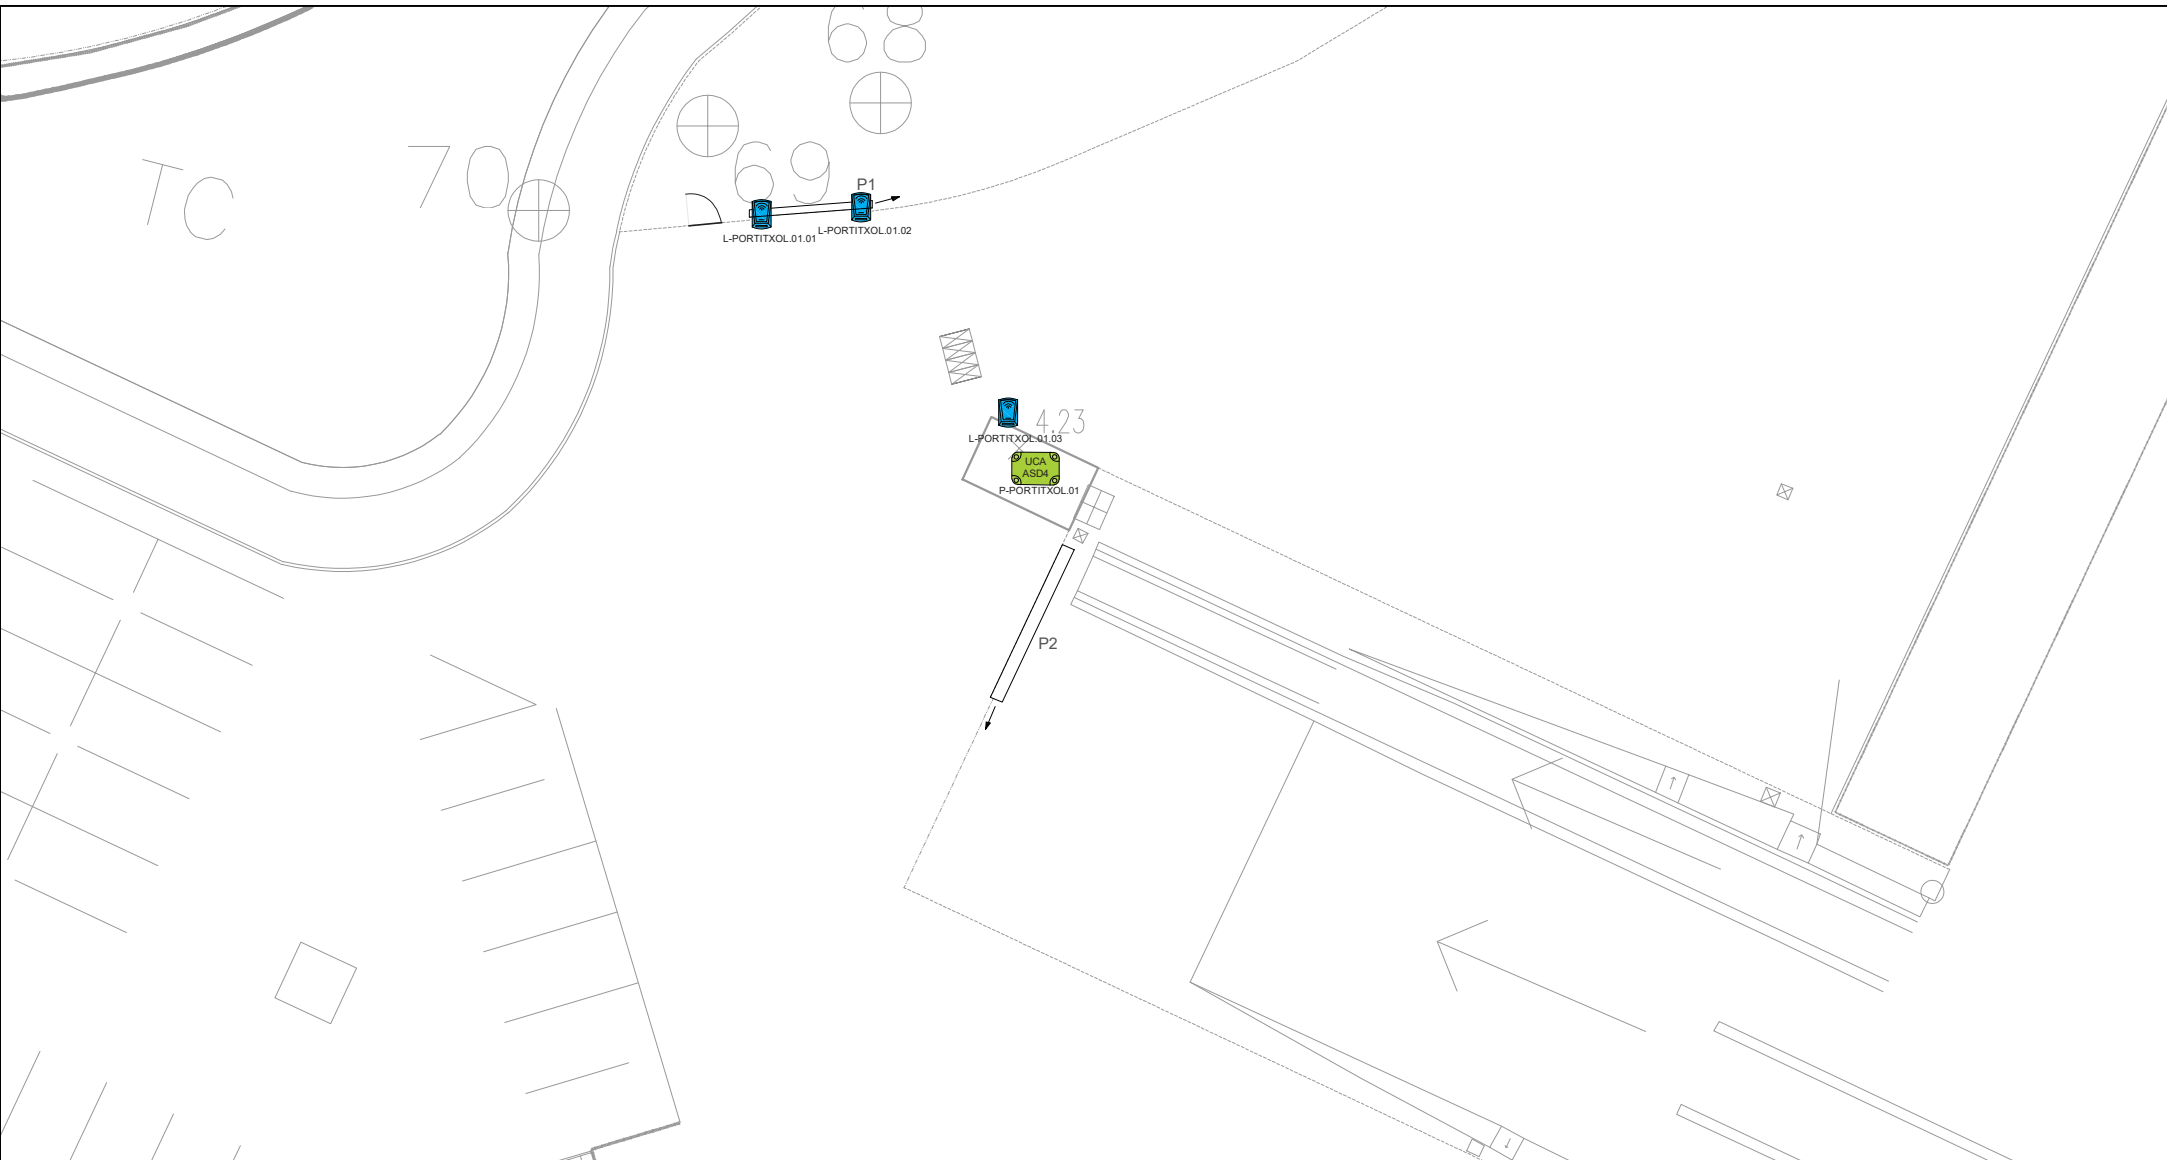 68
TC
70
69
P1
L-PORTITXOL.01.01
L-PORTITXOL.01.02
4.23
L-PORTITXOL.01.03
UCA
ASD4
P-PORTITXOL.01
P2